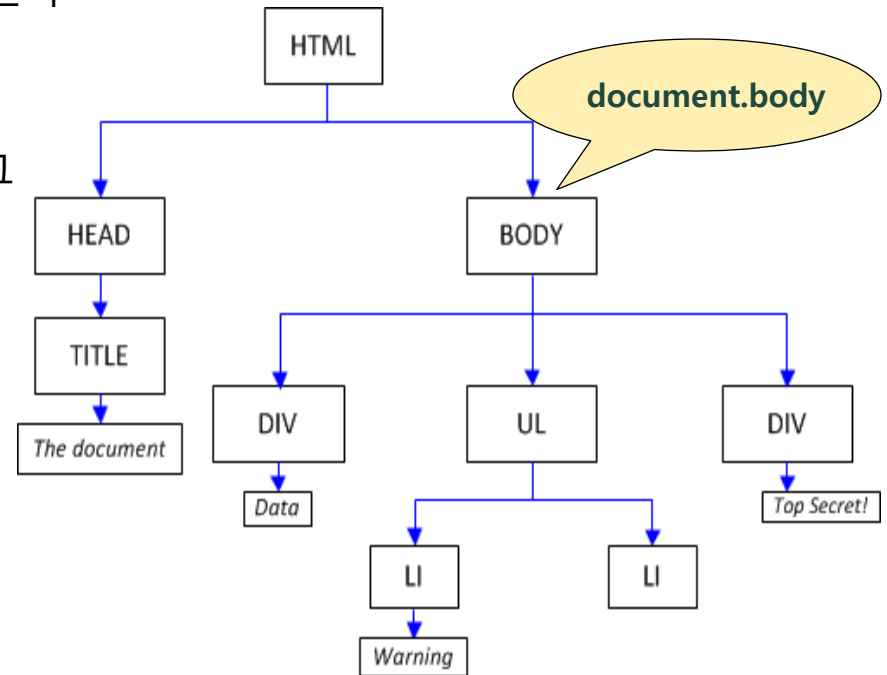 HTML
document.body
HEAD
BODY
TITLE
DIV
UL
DIV
The document
Data
Top Secret!
LI
LI
Warning